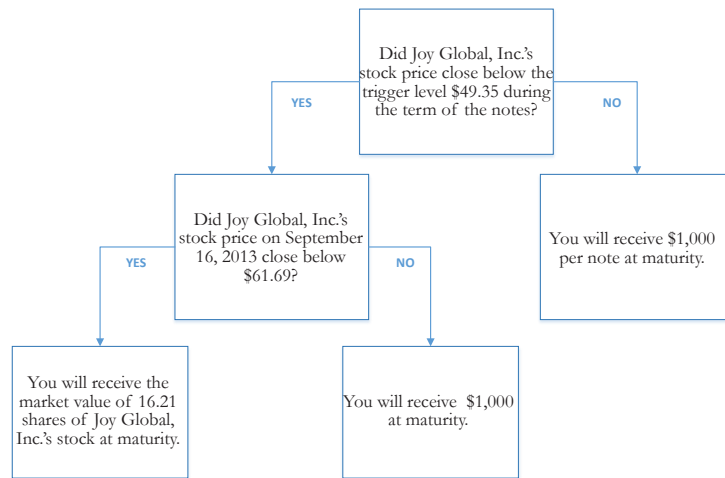 Did Joy Global, Inc.'s
stock price close below the
trigger level $49.35 during
the term of the notes?
YES
NO
Did Joy Global, Inc.'s
stock price on September
16, 2013 close below
$61.69?
You will receive $1,000
per note at maturity.
YES
NO
You will receive the
market value of 16.21
shares of Joy Global,
Inc.'s stock at maturity.
You will receive $1,000
at maturity.